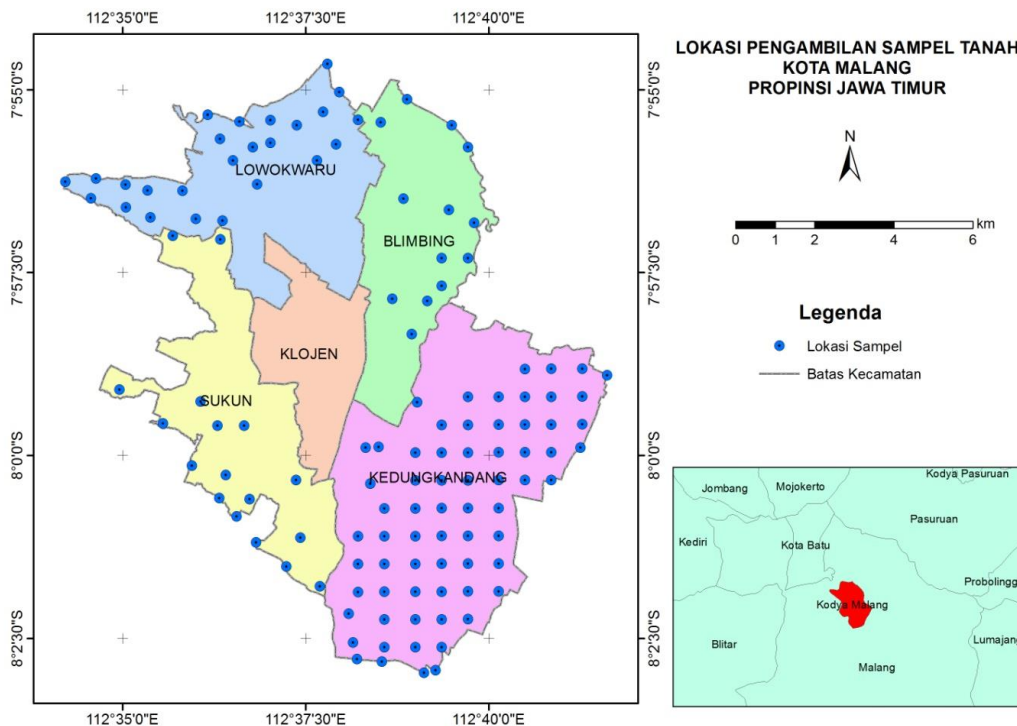 112°35'0"E
112°37'30"E
112°40'0"E
7°55'0"S
7°57'30"S
8°0'0"S
8°2'30"S
7°55'0"S
7°57'30"S
8°0'0"S
8°2'30"S
LOWOKWARU
BLIMBING
KLOJEN
SUKUN
KEDUNGKANDANG
112°35'0"E
112°37'30"E
112°40'0"E
LOKASI PENGAMBILAN SAMPEL TANAH
KOTA MALANG
PROPINSI JAWA TIMUR
N
km
0 1 2 4 6
Legenda
Lokasi Sampel
Batas Kecamatan
Kodya Pasuruan
Jombang
Mojokerto
Pasuruan
Kediri
Kota Batu
Probolingg
Kodya Malang
Blitar
Lumajang
Malang